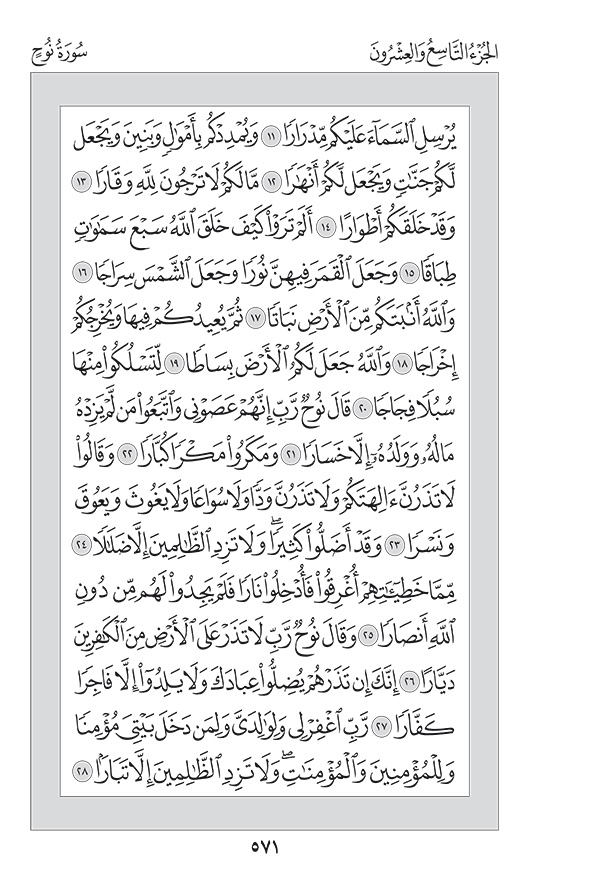 الجُزْءُ التَّاسِعُ وَالعِشْرُونَ
سُورَةُ نُوحٍ
يُرْسِلِ ٱلسَّمَآءَ عَلَيْكُم مِّدْرَارًا ١١ وَيُمْدِدْكُم بِأَمْوَٰلٍ وَبَنِينَ وَيَجْعَل
لَّكُمْ جَنَّٰتٍ وَيَجْعَل لَّكُمْ أَنْهَٰرًا ١٢ مَّا لَكُمْ لَا تَرْجُونَ لِلَّهِ وَقَارًا ١٣
وَقَدْ خَلَقَكُمْ أَطْوَارًا ١٤ أَلَمْ تَرَوْا۟ كَيْفَ خَلَقَ ٱللَّهُ سَبْعَ سَمَٰوَٰتٍ
طِبَاقًا ١٥ وَجَعَلَ ٱلْقَمَرَ فِيهِنَّ نُورًا وَجَعَلَ ٱلشَّمْسَ سِرَاجًا ١٦
وَٱللَّهُ أَنۢبَتَكُم مِّنَ ٱلْأَرْضِ نَبَاتًا ١٧ ثُمَّ يُعِيدُكُمْ فِيهَا وَيُخْرِجُكُمْ
إِخْرَاجًا ١٨ وَٱللَّهُ جَعَلَ لَكُمُ ٱلْأَرْضَ بِسَاطًا ١٩ لِّتَسْلُكُوا۟ مِنْهَا
سُبُلًا فِجَاجًا ٢٠ قَالَ نُوحٌ رَّبِّ إِنَّهُمْ عَصَوْنِى وَٱتَّبَعُوا۟ مَن لَّمْ يَزِدْهُ
مَالُهُۥ وَوَلَدُهُۥٓ إِلَّا خَسَارًا ٢١ وَمَكَرُوا۟ مَكْرًا كُبَّارًا ٢٢ وَقَالُوا۟
لَا تَذَرُنَّ ءَالِهَتَكُمْ وَلَا تَذَرُنَّ وَدًّا وَلَا سُوَاعًا وَلَا يَغُوثَ وَيَعُوقَ
وَنَسْرًا ٢٣ وَقَدْ أَضَلُّوا۟ كَثِيرًا ۖ وَلَا تَزِدِ ٱلظَّٰلِمِينَ إِلَّا ضَلَٰلًا ٢٤
مِّمَّا خَطِيٓـَٰٔتِهِمْ أُغْرِقُوا۟ فَأُدْخِلُوا۟ نَارًا فَلَمْ يَجِدُوا۟ لَهُم مِّن دُونِ
ٱللَّهِ أَنصَارًا ٢٥ وَقَالَ نُوحٌ رَّبِّ لَا تَذَرْ عَلَى ٱلْأَرْضِ مِنَ ٱلْكَٰفِرِينَ
دَيَّارًا ٢٦ إِنَّكَ إِن تَذَرْهُمْ يُضِلُّوا۟ عِبَادَكَ وَلَا يَلِدُوٓا۟ إِلَّا فَاجِرًا
كَفَّارًا ٢٧ رَّبِّ ٱغْفِرْ لِى وَلِوَٰلِدَىَّ وَلِمَن دَخَلَ بَيْتِىَ مُؤْمِنًا
وَلِلْمُؤْمِنِينَ وَٱلْمُؤْمِنَٰتِ ۖ وَلَا تَزِدِ ٱلظَّٰلِمِينَ إِلَّا تَبَارًۢا ٢٨
٥٧١